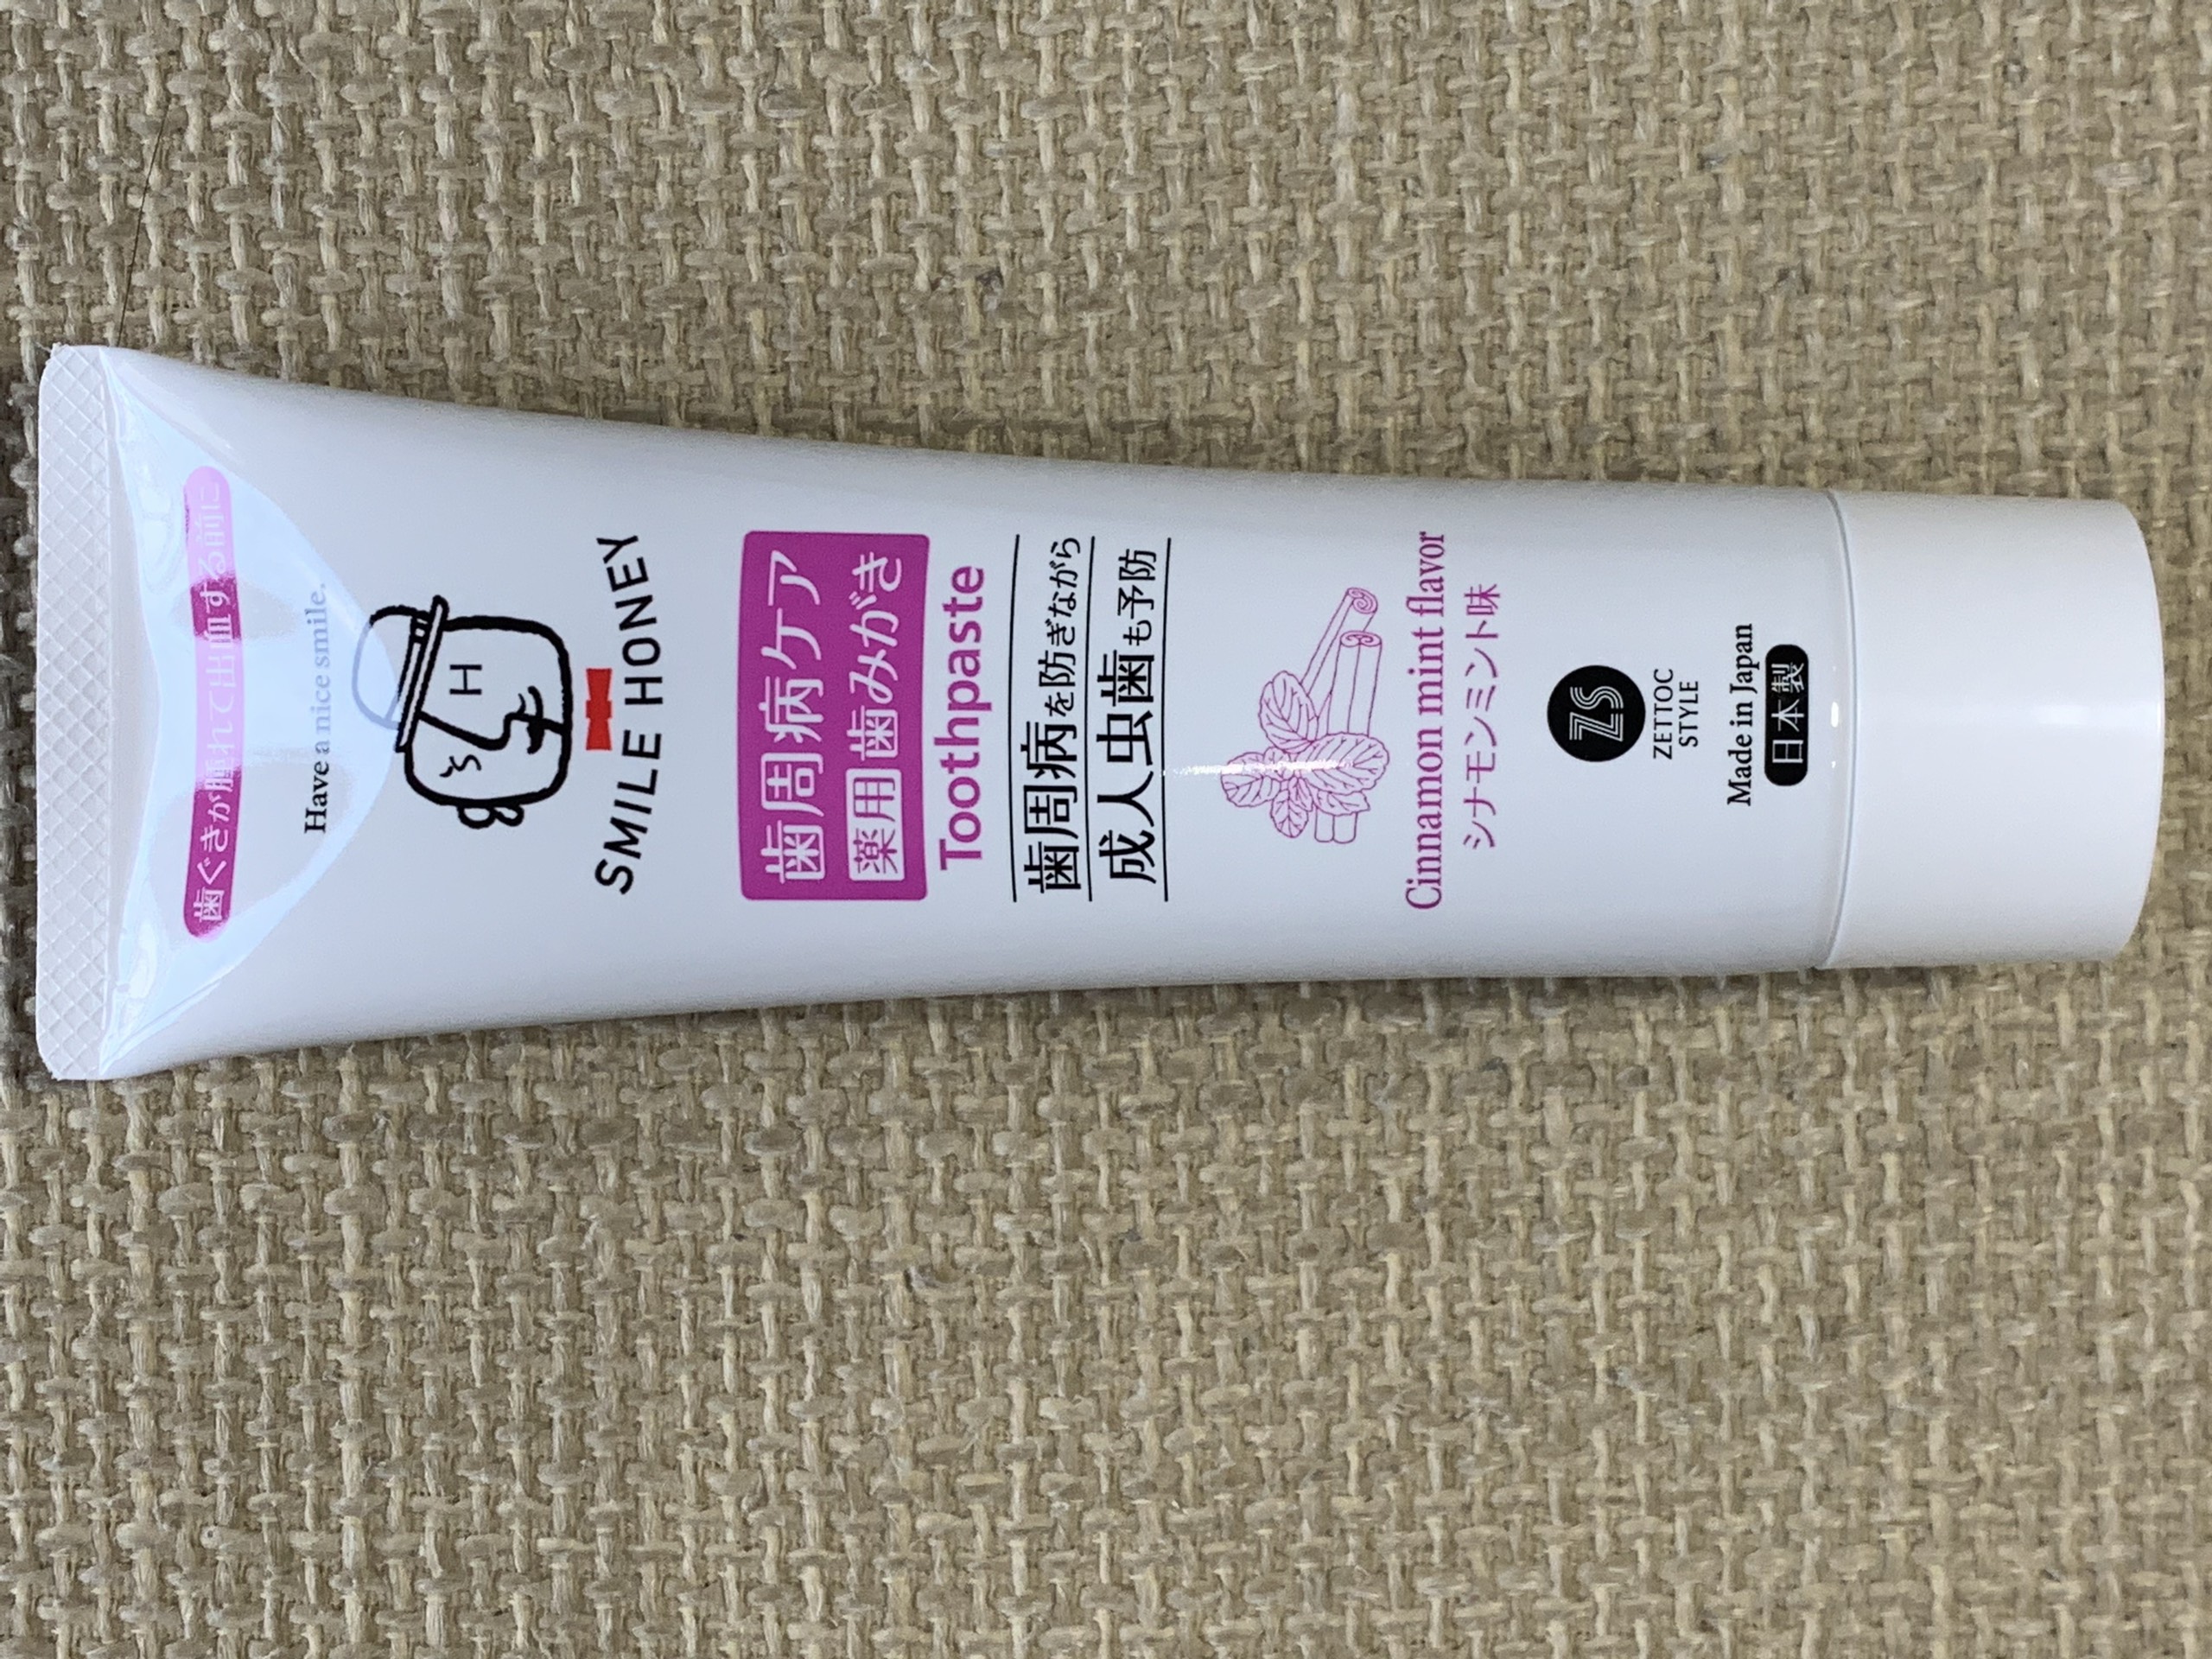 歯ぐきが腫れて出血する前に
Have a nice smile.
H
SMILE HONEY
歯周病ケア
薬用歯みがき
Toothpaste
歯周病を防ぎながら
成人虫歯も予防
Cinnamon mint flavor
シナモンミント味
ZS
ZETTOC
STYLE
Made in Japan
日本製